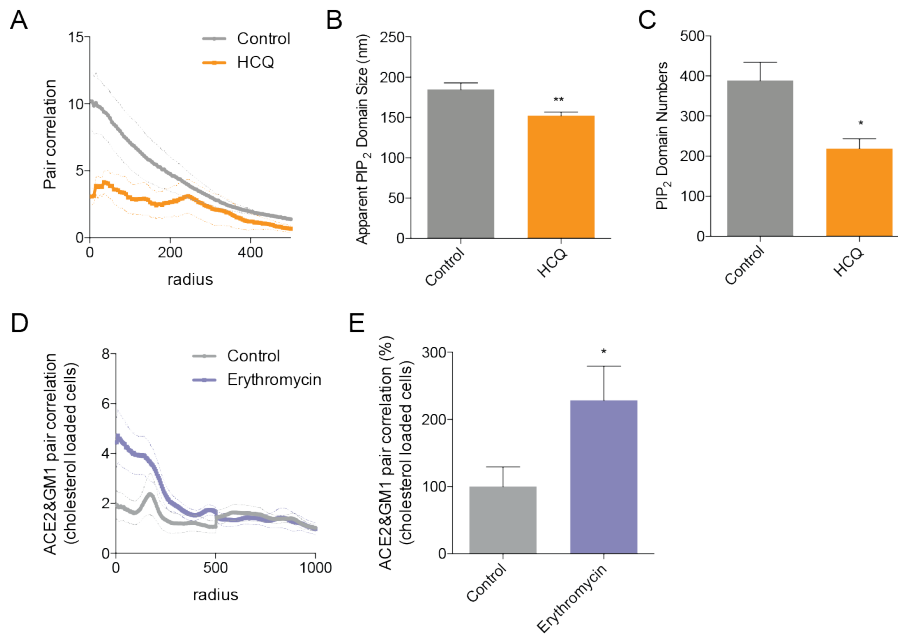 A
Pair correlation
15
10
5
0
0
200
400
radius
Control
HCQ
B
Apparent PIP2 Domain Size (nm)
250
200
150
100
50
0
**
Control
HCQ
C
PIP2 Domain Numbers
500
400
300
200
100
0
*
Control
HCQ
D
ACE2&GM1 pair correlation
(cholesterol loaded cells)
8
6
4
2
0
0
500
1000
radius
Control
Erythromycin
E
ACE2&GM1 pair correlation (%)
(cholesterol loaded cells)
300
200
100
0
*
Control
Erythromycin